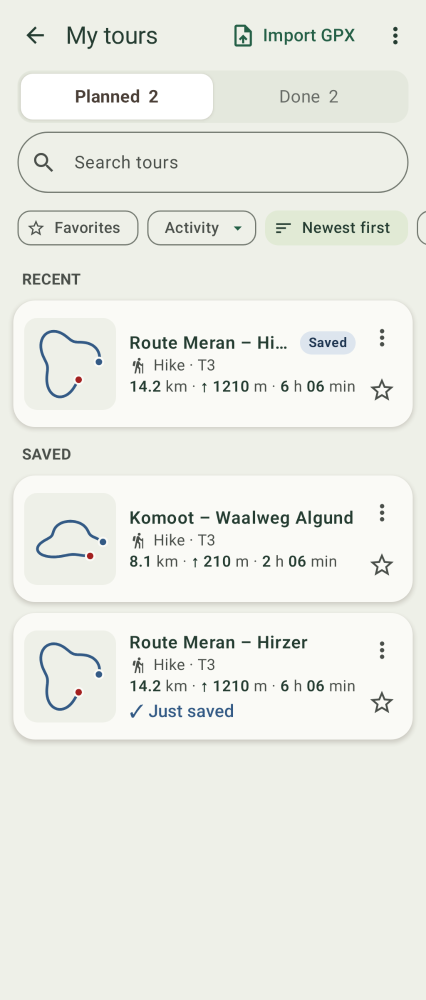 My tours
Import GPX
Planned 2
Done 2
Search tours
Favorites
Activity
Newest first
RECENT
Route Meran – Hi...
Saved
Hike · T3
14.2 km · ↑ 1210 m · 6 h 06 min
SAVED
Komoot – Waalweg Algund
Hike · T3
8.1 km · ↑ 210 m · 2 h 06 min
Route Meran – Hirzer
Hike · T3
14.2 km · ↑ 1210 m · 6 h 06 min
✓ Just saved